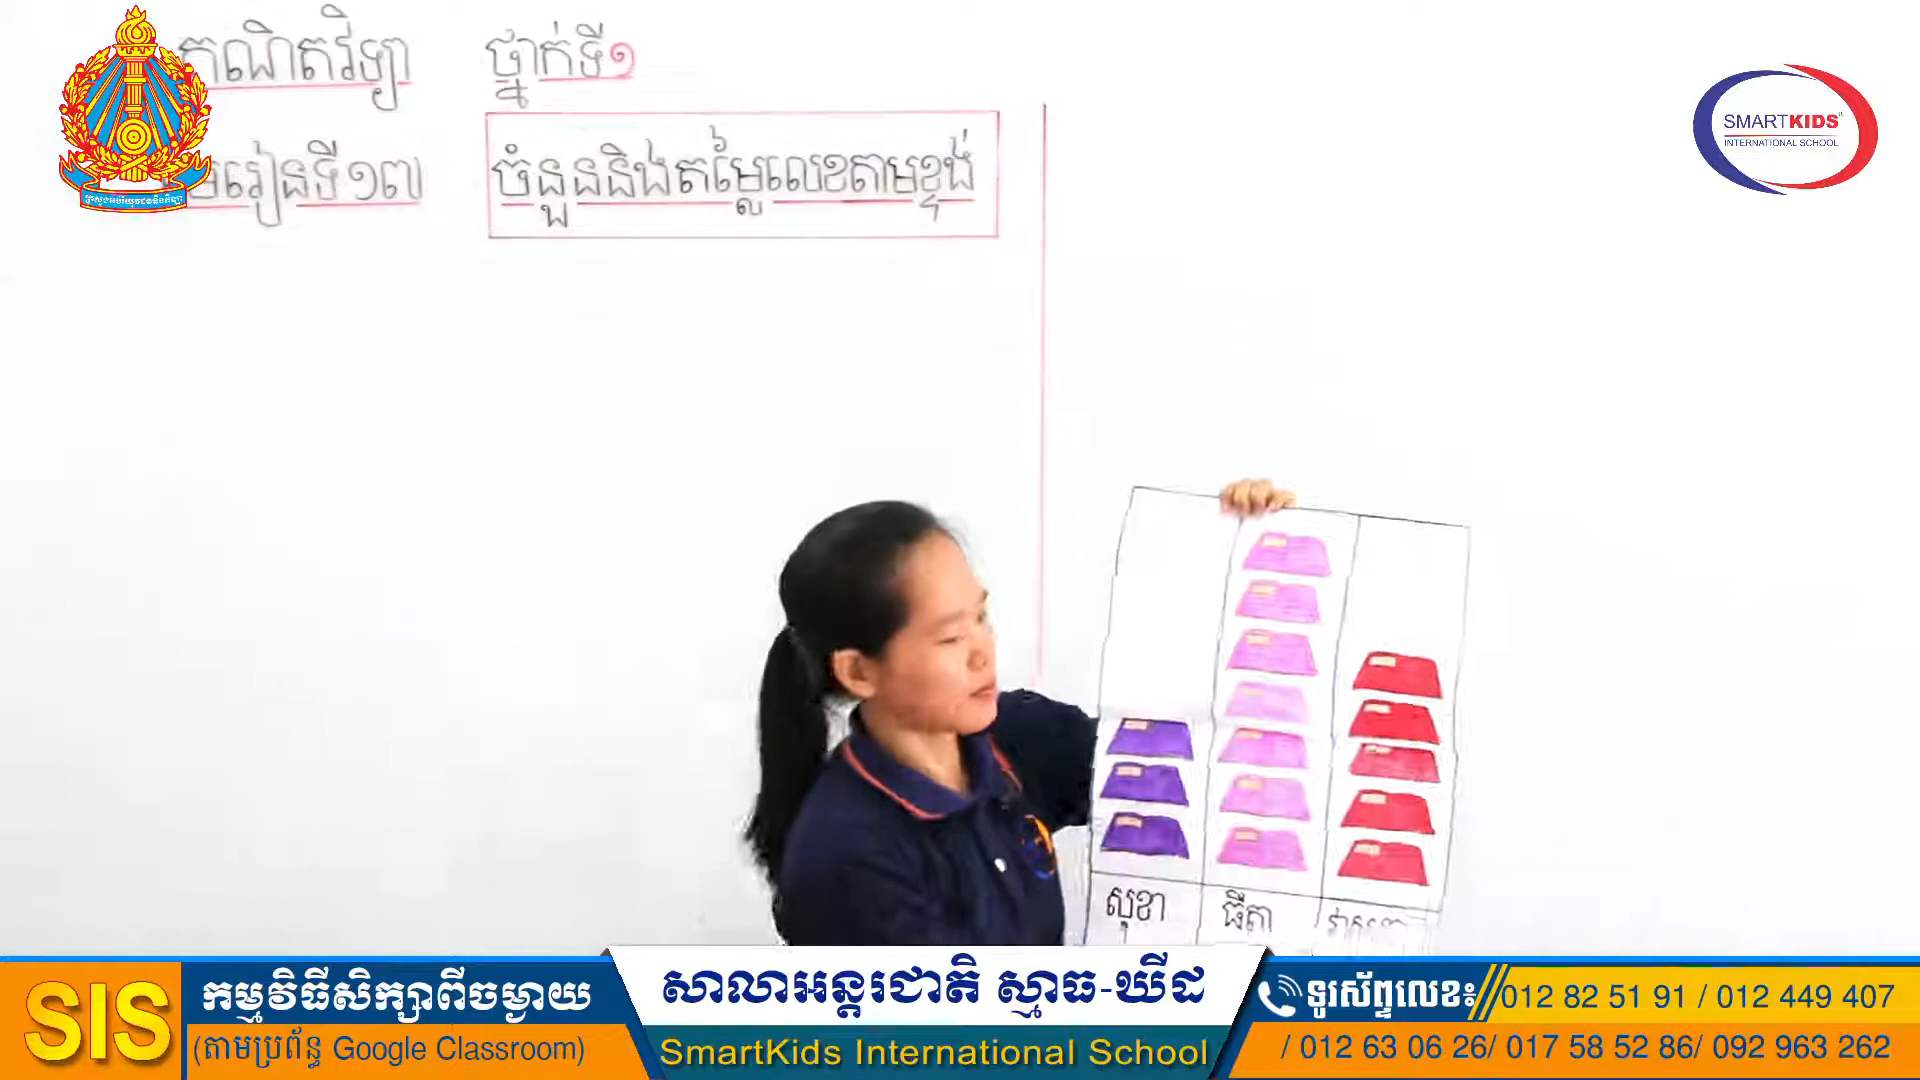 គណិតវិទ្យា ថ្នាក់ទី១
មេរៀនទី១៧ ចំនួននិងតម្លៃលេខតាមខ្ទង់
SMARTKIDS
INTERNATIONAL SCHOOL
សុខា ធីតា
SIS
កម្មវិធីសិក្សាពីចម្ងាយ
(តាមប្រព័ន្ធ Google Classroom)
សាលាអន្តរជាតិ ស្មាធ-ឃីដ
SmartKids International School
ទូរស័ព្ទលេខ៖ 012 82 51 91 / 012 449 407
/ 012 63 06 26/ 017 58 52 86/ 092 963 262